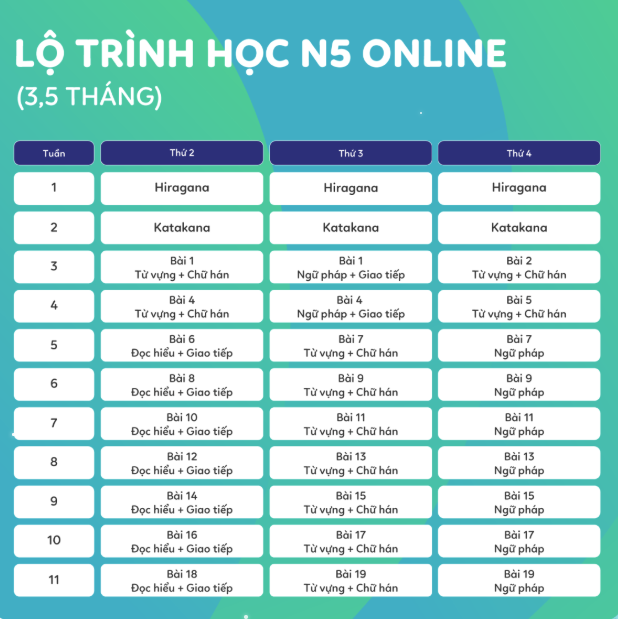 LỘ TRÌNH HỌC N5 ONLINE
(3,5 THÁNG)
Tuần Thứ 2 Thứ 3 Thứ 4
1 Hiragana Hiragana Hiragana
2 Katakana Katakana Katakana
3 Bài 1 Bài 1 Bài 2
Từ vựng + Chữ hán Ngữ pháp + Giao tiếp Từ vựng + Chữ hán
4 Bài 4 Bài 4 Bài 5
Từ vựng + Chữ hán Ngữ pháp + Giao tiếp Từ vựng + Chữ hán
5 Bài 6 Bài 7 Bài 7
Đọc hiểu + Giao tiếp Từ vựng + Chữ hán Ngữ pháp
6 Bài 8 Bài 9 Bài 9
Đọc hiểu + Giao tiếp Từ vựng + Chữ hán Ngữ pháp
7 Bài 10 Bài 11 Bài 11
Đọc hiểu + Giao tiếp Từ vựng + Chữ hán Ngữ pháp
8 Bài 12 Bài 13 Bài 13
Đọc hiểu + Giao tiếp Từ vựng + Chữ hán Ngữ pháp
9 Bài 14 Bài 15 Bài 15
Đọc hiểu + Giao tiếp Từ vựng + Chữ hán Ngữ pháp
10 Bài 16 Bài 17 Bài 17
Đọc hiểu + Giao tiếp Từ vựng + Chữ hán Ngữ pháp
11 Bài 18 Bài 19 Bài 19
Đọc hiểu + Giao tiếp Từ vựng + Chữ hán Ngữ pháp